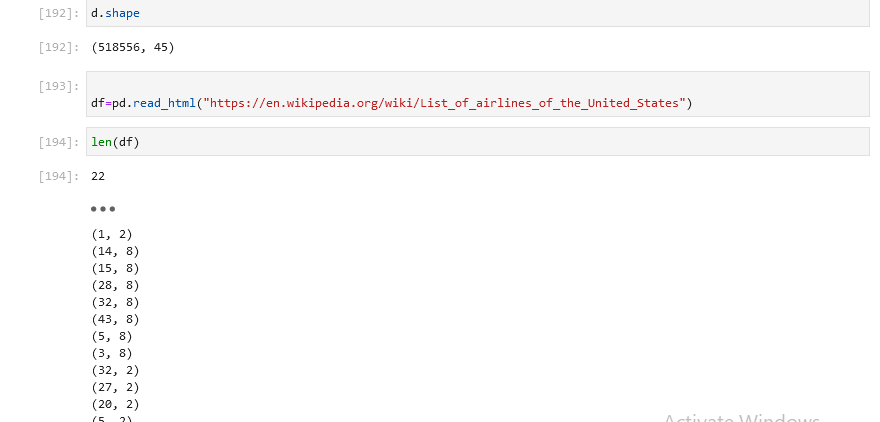 [192]: d.shape
[192]: (518556, 45)
[193]:
df=pd.read_html("https://en.wikipedia.org/wiki/List_of_airlines_of_the_United_States")
[194]: len(df)
[194]: 22
(1, 2)
(14, 8)
(15, 8)
(28, 8)
(32, 8)
(43, 8)
(5, 8)
(3, 8)
(32, 2)
(27, 2)
(20, 2)
(5, 2)
Activate Windows